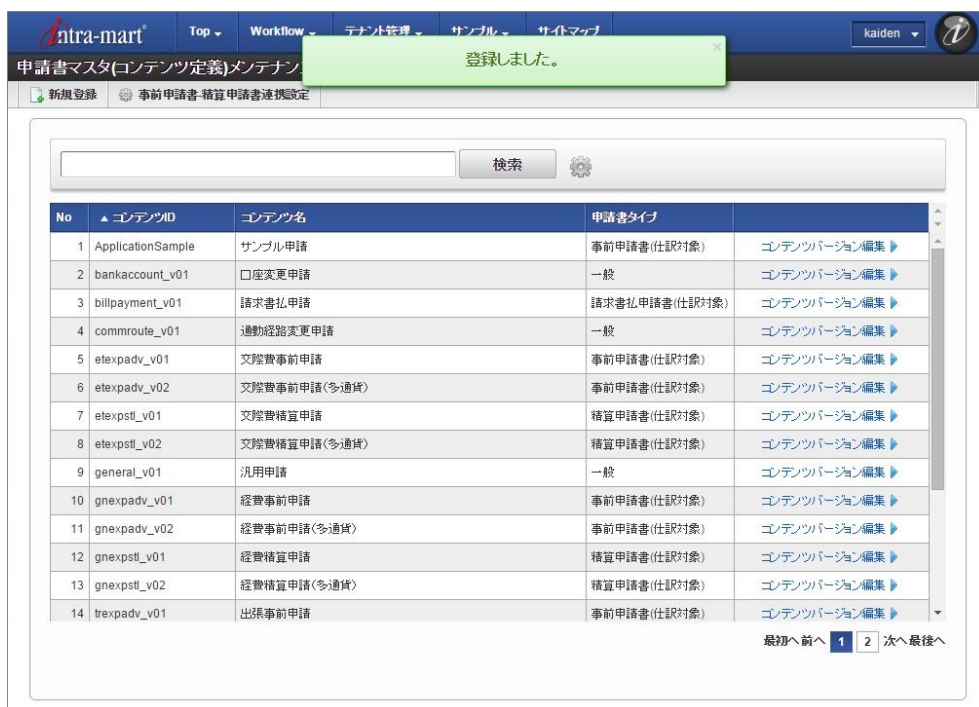 intra-mart Top Workflow テナント管理 サンプル サイトマップ kaiden
登録しました。
申請書マスタ(コンテンツ定義)メンテナン
新規登録 事前申請書-精算申請書連携設定
検索
No ▲ コンテンツID コンテンツ名 申請書タイプ
1 ApplicationSample サンプル申請 事前申請書(仕訳対象) コンテンツバージョン編集
2 bankaccount_v01 口座変更申請 一般 コンテンツバージョン編集
3 billpayment_v01 請求書払申請 請求書払申請書(仕訳対象) コンテンツバージョン編集
4 commroute_v01 通勤経路変更申請 一般 コンテンツバージョン編集
5 etexpadv_v01 交際費事前申請 事前申請書(仕訳対象) コンテンツバージョン編集
6 etexpadv_v02 交際費事前申請(多通貨) 事前申請書(仕訳対象) コンテンツバージョン編集
7 etexpstl_v01 交際費精算申請 精算申請書(仕訳対象) コンテンツバージョン編集
8 etexpstl_v02 交際費精算申請(多通貨) 精算申請書(仕訳対象) コンテンツバージョン編集
9 general_v01 汎用申請 一般 コンテンツバージョン編集
10 gnexpadv_v01 経費事前申請 事前申請書(仕訳対象) コンテンツバージョン編集
11 gnexpadv_v02 経費事前申請(多通貨) 事前申請書(仕訳対象) コンテンツバージョン編集
12 gnexpstl_v01 経費精算申請 精算申請書(仕訳対象) コンテンツバージョン編集
13 gnexpstl_v02 経費精算申請(多通貨) 精算申請書(仕訳対象) コンテンツバージョン編集
14 trexpadv_v01 出張事前申請 事前申請書(仕訳対象) コンテンツバージョン編集
最初へ 前へ 1 2 次へ 最後へ